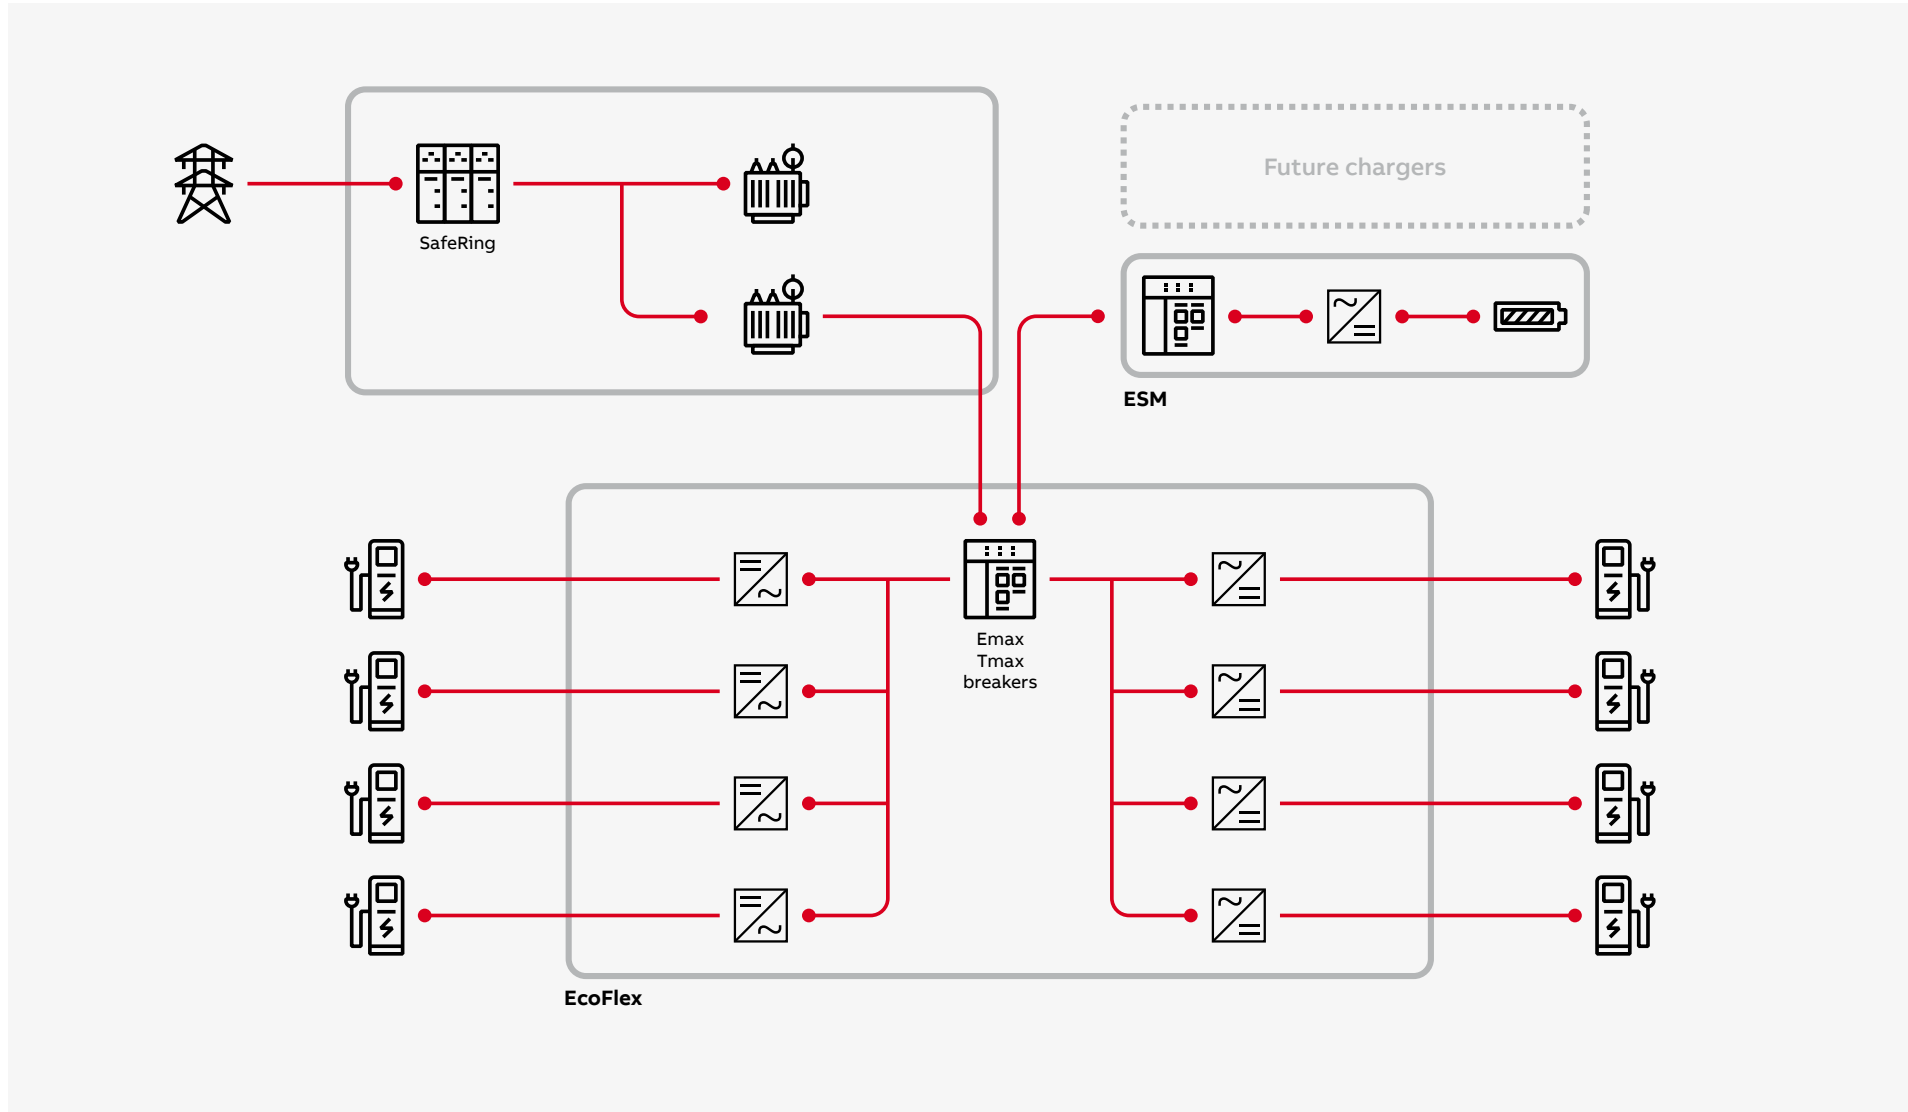 SafeRing
Future chargers
ESM
Emax
Tmax
breakers
EcoFlex